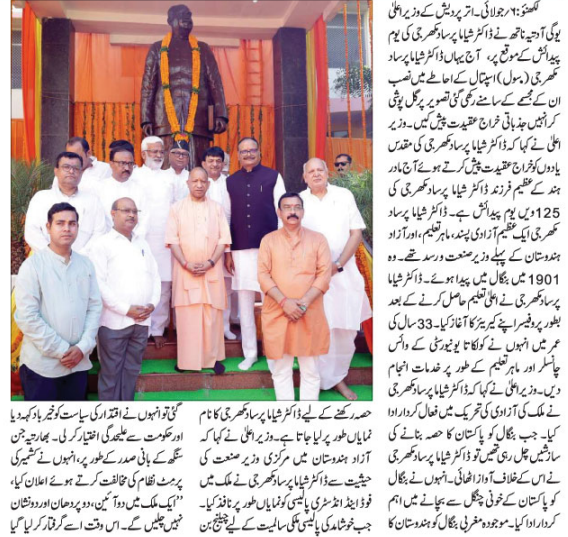 لکھنؤ:۶؍جولائی۔اتر پردیش کے وزیر اعلیٰ
یوگی آدتیہ ناتھ نے ڈاکٹر شیاما پرساد مکھرجی کی یوم
پیدائش کے موقع پر، آج یہاں ڈاکٹر شیاما پرساد
مکھرجی (سول) اسپتال کے احاطے میں نصب
ان کے مجسمے کے سامنے رکھی گئی تصویر پر گل پوشی
کر انہیں جذباتی خراج عقیدت پیش کیں۔ وزیر
اعلیٰ نے کہا کہ ڈاکٹر شیاما پرساد مکھرجی کی مقدس
یادوں کو خراج عقیدت پیش کرتے ہوئے آج مادر
ہند کے عظیم فرزند ڈاکٹر شیاما پرساد مکھرجی کی
125ویں یوم پیدائش ہے۔ ڈاکٹر شیاما پرساد
مکھرجی ایک عظیم آزادی پسند، ماہر تعلیم، اور آزاد
ہندوستان کے پہلے وزیر صنعت و رسد تھے۔ وہ
1901 میں بنگال میں پیدا ہوئے۔ ڈاکٹر شیاما
پرساد مکھرجی نے اعلیٰ تعلیم حاصل کرنے کے بعد
بطور پروفیسر اپنے کیریئر کا آغاز کیا۔ 33 سال کی
عمر میں انہوں نے کولکاتا یونیورسٹی کے وائس
چانسلر اور ماہر تعلیم کے طور پر خدمات انجام
دیں۔ وزیر اعلیٰ نے کہا کہ ڈاکٹر شیاما پرساد مکھرجی
نے ملک کی آزادی کی تحریک میں فعال کردار ادا
کیا۔ جب بنگال کو پاکستان کا حصہ بنانے کی
سازشیں چل رہی تھیں تو ڈاکٹر شیاما پرساد مکھرجی
نے اس کے خلاف آواز اٹھائی۔ انہوں نے بنگال
کو پاکستان کے خونی جنگل سے بچانے میں اہم
کردار ادا کیا۔ موجودہ مغربی بنگال کو ہندوستان کا
حصہ رکھنے کے لیے ڈاکٹر شیاما پرساد مکھرجی کا نام
نمایاں طور پر لیا جاتا ہے۔ وزیر اعلیٰ نے کہا کہ
آزاد ہندوستان میں مرکزی وزیر صنعت کی
حیثیت سے ڈاکٹر شیاما پرساد مکھرجی نے ملک میں
فوڈ اینڈ انڈسٹری پالیسی کو نمایاں طور پر نافذ کیا۔
جب خوشامد کی پالیسی ملکی سالمیت کے لیے چیلنج بن
گئی تو انہوں نے اقتدار کی سیاست کو خیر باد کہہ دیا
اور حکومت سے علیحدگی اختیار کر لی۔ بھارتیہ جن
سنگھ کے بانی صدر کے طور پر، انہوں نے کشمیر کی
پرمٹ نظام کی مخالفت کرتے ہوئے اعلان کیا،
”ایک ملک میں دو آئین، دو پردھان اور دو نشان
نہیں چلیں گے۔ اس وقت اسے گرفتار کر لیا گیا